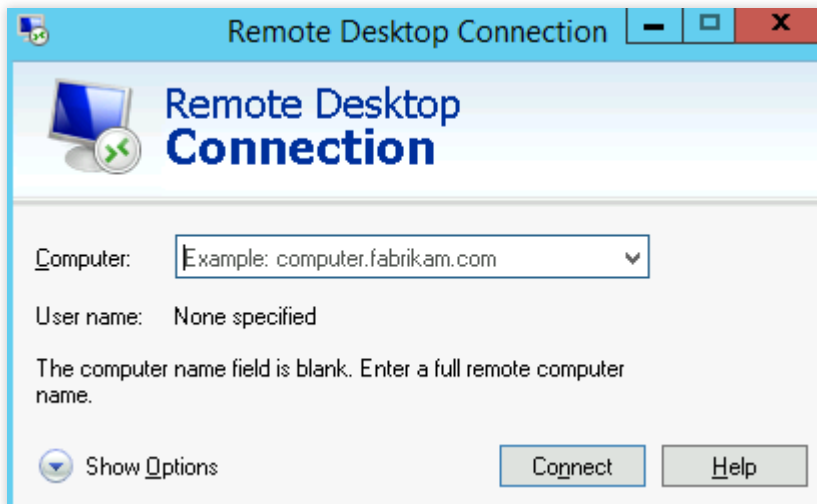 Remote Desktop Connection
Remote Desktop
Connection
Computer: Example: computer.fabrikam.com
User name: None specified
The computer name field is blank. Enter a full remote computer
name.
Show Options Connect Help